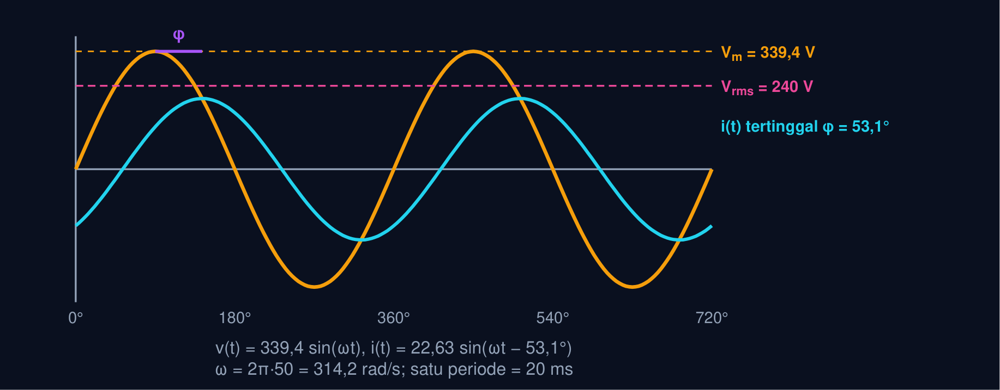 φ
Vm = 339,4 V
Vrms = 240 V
i(t) tertinggal φ = 53,1°
0° 180° 360° 540° 720°
v(t) = 339,4 sin(ωt), i(t) = 22,63 sin(ωt − 53,1°)
ω = 2π·50 = 314,2 rad/s; satu periode = 20 ms